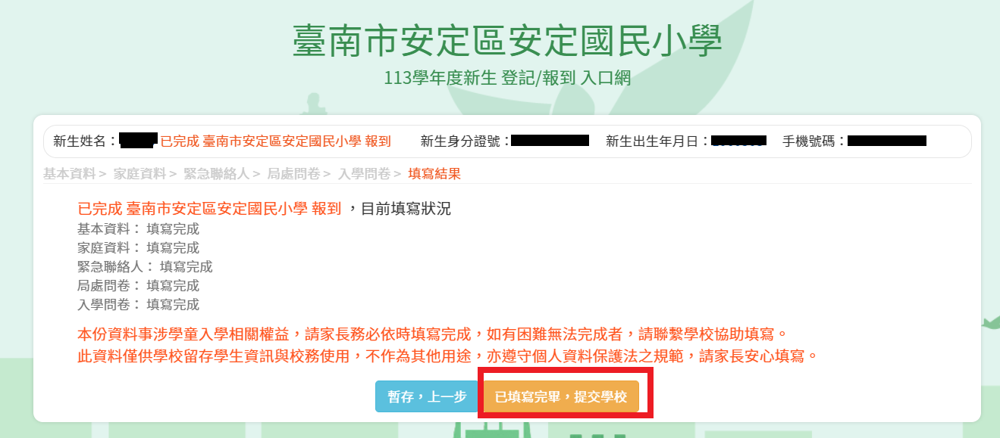 臺南市安定區安定國民小學
113學年度新生 登記/報到 入口網
新生姓名： 已完成 臺南市安定區安定國民小學 報到 新生身分證號： 新生出生年月日： 手機號碼：
基本資料 > 家庭資料 > 緊急聯絡人 > 局處問卷 > 入學問卷 > 填寫結果
已完成 臺南市安定區安定國民小學 報到 ，目前填寫狀況
基本資料： 填寫完成
家庭資料： 填寫完成
緊急聯絡人： 填寫完成
局處問卷： 填寫完成
入學問卷： 填寫完成
本份資料事涉學童入學相關權益，請家長務必依時填寫完成，如有困難無法完成者，請聯繫學校協助填寫。
此資料僅供學校留存學生資訊與校務使用，不作為其他用途，亦遵守個人資料保護法之規範，請家長安心填寫。
暫存，上一步 已填寫完畢，提交學校